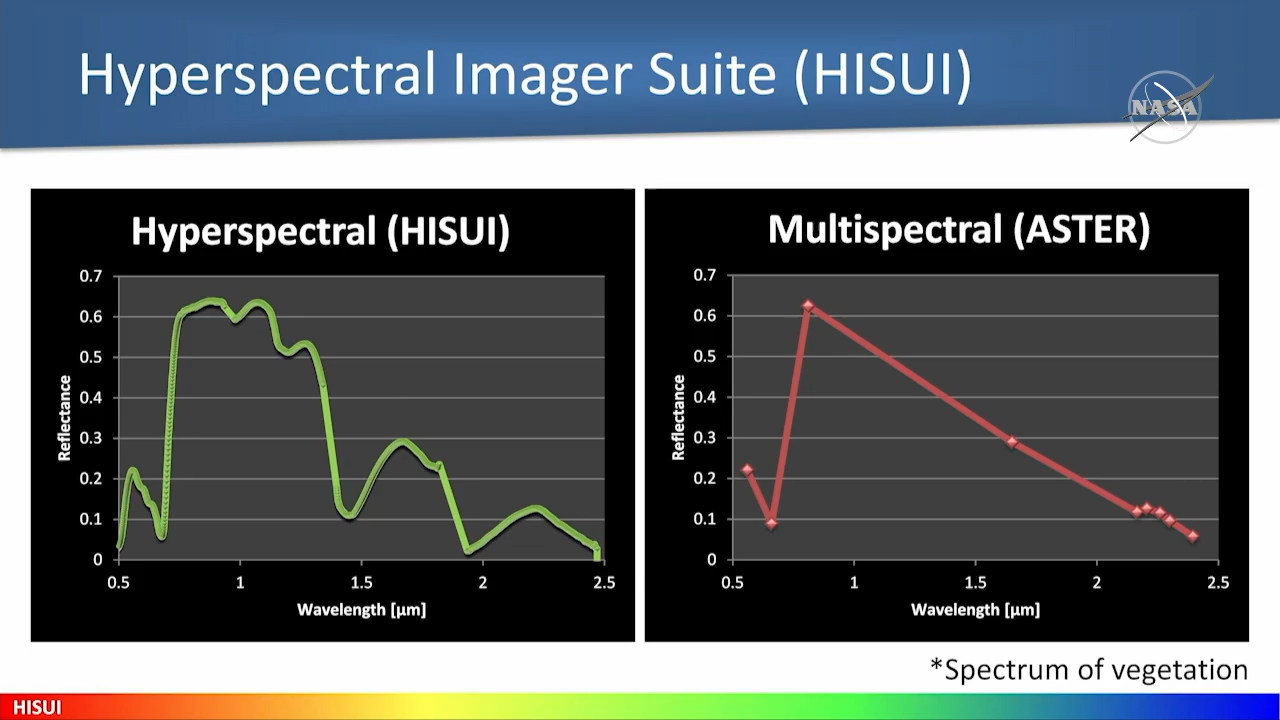 Hyperspectral Imager Suite (HISUI)
NASA
Hyperspectral (HISUI)
0.7
0.6
0.5
0.4
0.3
0.2
0.1
0
Reflectance
0.5 1 1.5 2 2.5
Wavelength [µm]
Multispectral (ASTER)
0.7
0.6
0.5
0.4
0.3
0.2
0.1
0
Reflectance
0.5 1 1.5 2 2.5
Wavelength [µm]
*Spectrum of vegetation
HISUI